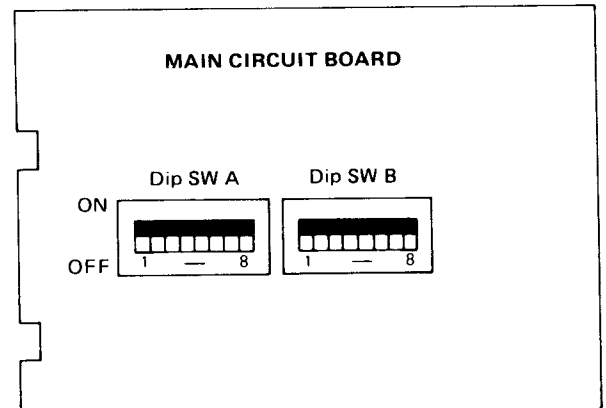 MAIN CIRCUIT BOARD
Dip SW A Dip SW B
ON
OFF
1 — 8 1 — 8